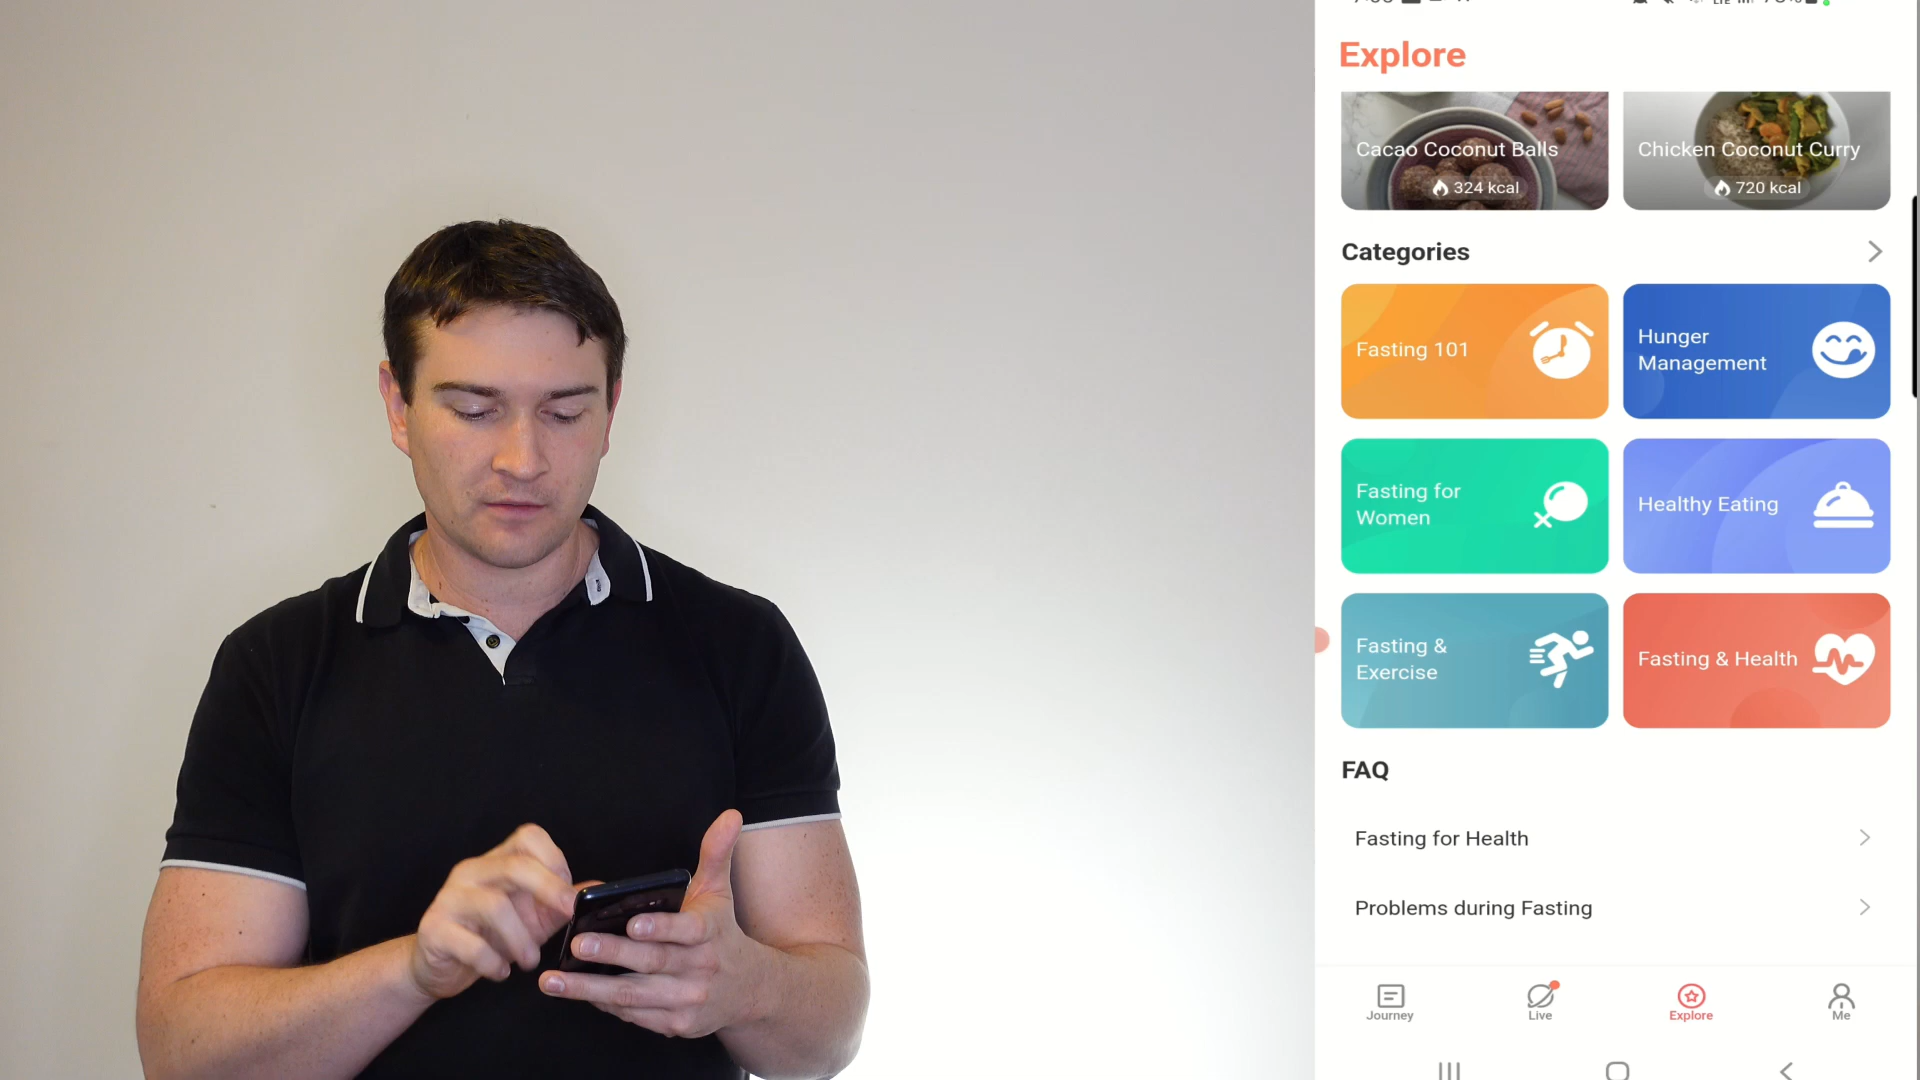 Explore
Cacao Coconut Balls
324 kcal
Chicken Coconut Curry
720 kcal
Categories
Fasting 101
Hunger
Management
Fasting for
Women
Healthy Eating
Fasting &
Exercise
Fasting & Health
FAQ
Fasting for Health
Problems during Fasting
Journey
Live
Explore
Me